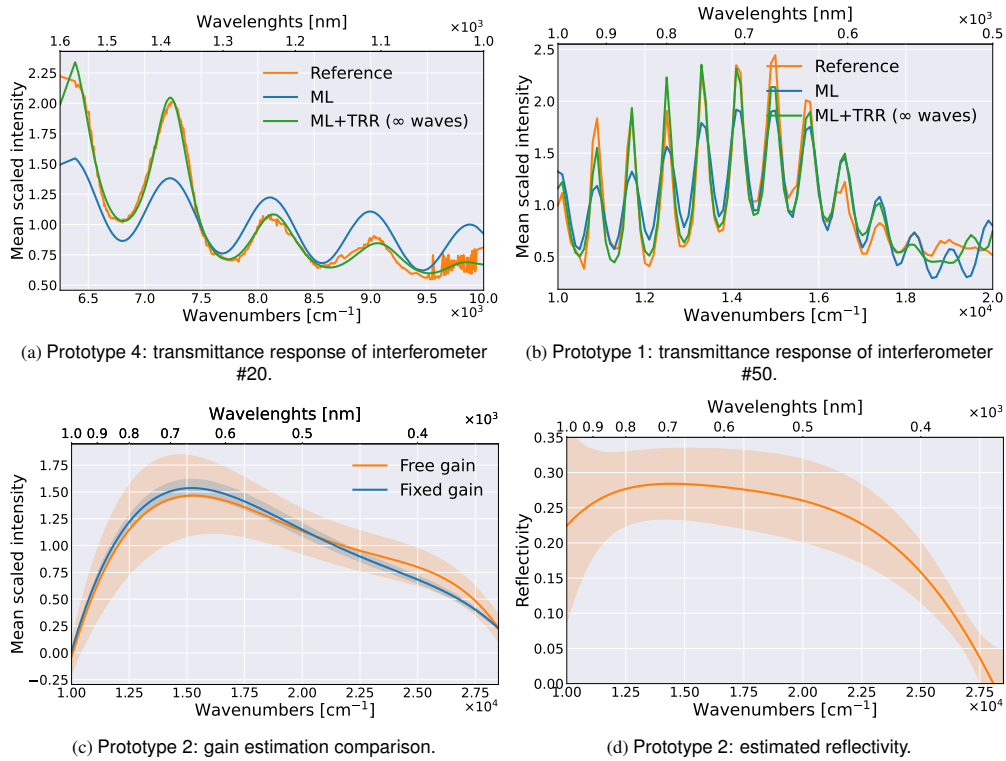 Wavelenghts [nm]
×10³
1.6 1.5 1.4 1.3 1.2 1.1 1.0
Mean scaled intensity
2.25
2.00
1.75
1.50
1.25
1.00
0.75
0.50
Reference
ML
ML+TRR (∞ waves)
6.5 7.0 7.5 8.0 8.5 9.0 9.5 10.0
Wavenumbers [cm⁻¹]
×10³
(a) Prototype 4: transmittance response of interferometer
#20.
Wavelenghts [nm]
×10³
1.0 0.9 0.8 0.7 0.6 0.5
Mean scaled intensity
2.5
2.0
1.5
1.0
0.5
Reference
ML
ML+TRR (∞ waves)
1.0 1.2 1.4 1.6 1.8 2.0
Wavenumbers [cm⁻¹]
×10⁴
(b) Prototype 1: transmittance response of interferometer
#50.
Wavelenghts [nm]
×10³
1.0 0.9 0.8 0.7 0.6 0.5 0.4
Mean scaled intensity
1.75
1.50
1.25
1.00
0.75
0.50
0.25
0.00
−0.25
Free gain
Fixed gain
1.00 1.25 1.50 1.75 2.00 2.25 2.50 2.75
Wavenumbers [cm⁻¹]
×10⁴
(c) Prototype 2: gain estimation comparison.
Wavelenghts [nm]
×10³
1.0 0.9 0.8 0.7 0.6 0.5 0.4
Reflectivity
0.35
0.30
0.25
0.20
0.15
0.10
0.05
0.00
1.00 1.25 1.50 1.75 2.00 2.25 2.50 2.75
Wavenumbers [cm⁻¹]
×10⁴
(d) Prototype 2: estimated reflectivity.